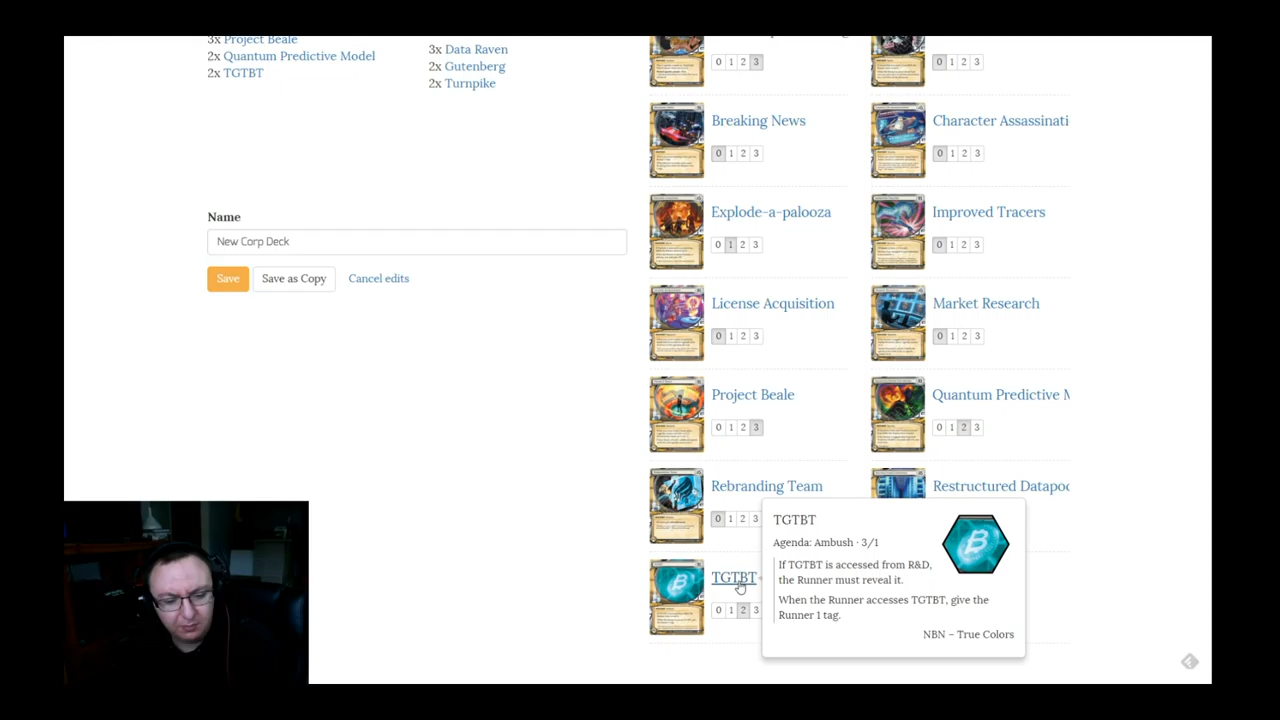 3x Project Beale
2x Quantum Predictive Model
2x TGTBT
3x Data Raven
2x Gutenberg
2x Turnpike
Name
New Corp Deck
Save
Save as Copy
Cancel edits
0 1 2 3
0 1 2 3
Breaking News
0 1 2 3
Character Assassinati
0 1 2 3
Explode-a-palooza
0 1 2 3
Improved Tracers
0 1 2 3
License Acquisition
0 1 2 3
Market Research
0 1 2 3
Project Beale
0 1 2 3
Quantum Predictive M
0 1 2 3
Rebranding Team
0 1 2 3
Restructured Datapoo
TGTBT
0 1 2 3
TGTBT
Agenda: Ambush · 3/1
If TGTBT is accessed from R&D,
the Runner must reveal it.
When the Runner accesses TGTBT, give the
Runner 1 tag.
NBN – True Colors